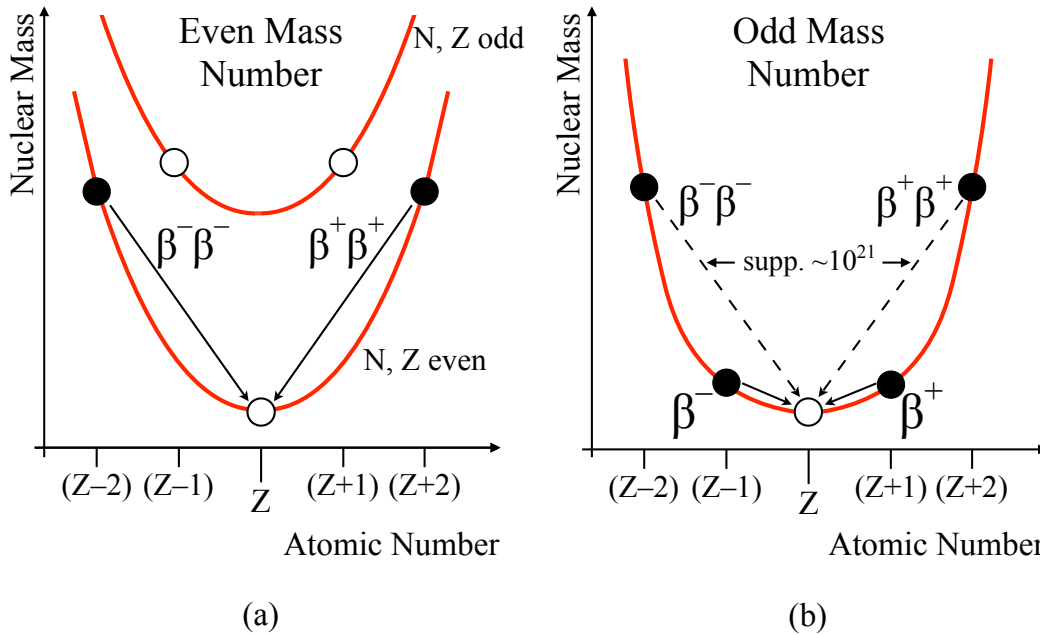 Nuclear Mass
Even Mass
Number
N, Z odd
β⁻β⁻
β⁺β⁺
N, Z even
(Z–2)
(Z–1)
Z
(Z+1)
(Z+2)
Atomic Number
(a)
Nuclear Mass
Odd Mass
Number
β⁻β⁻
β⁺β⁺
supp. ~10²¹
β⁻
β⁺
(Z–2)
(Z–1)
Z
(Z+1)
(Z+2)
Atomic Number
(b)